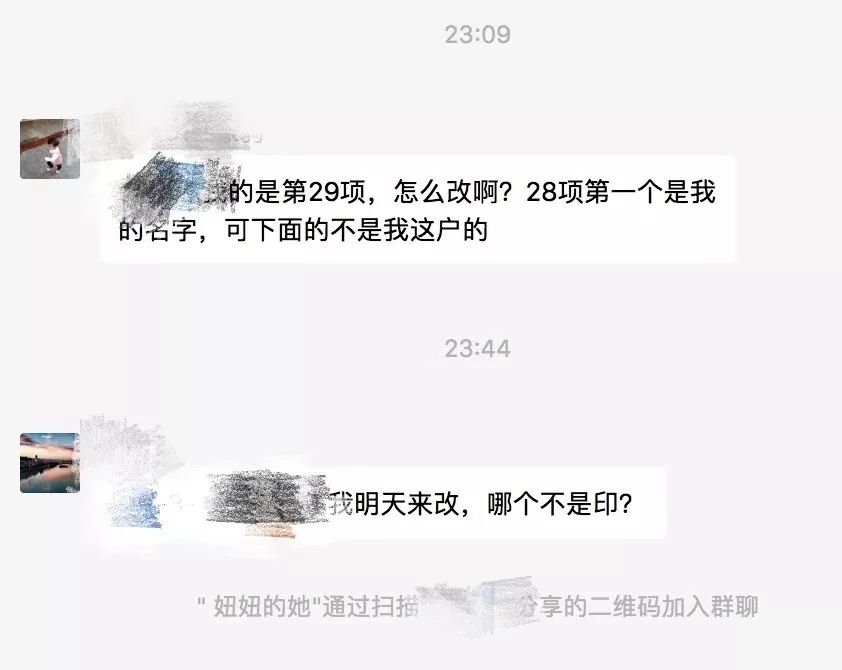 23:09
的是第29项，怎么改啊？28项第一个是我
的名字，可下面的不是我这户的
23:44
我明天来改，哪个不是印？
" 妞妞的她"通过扫描
分享的二维码加入群聊